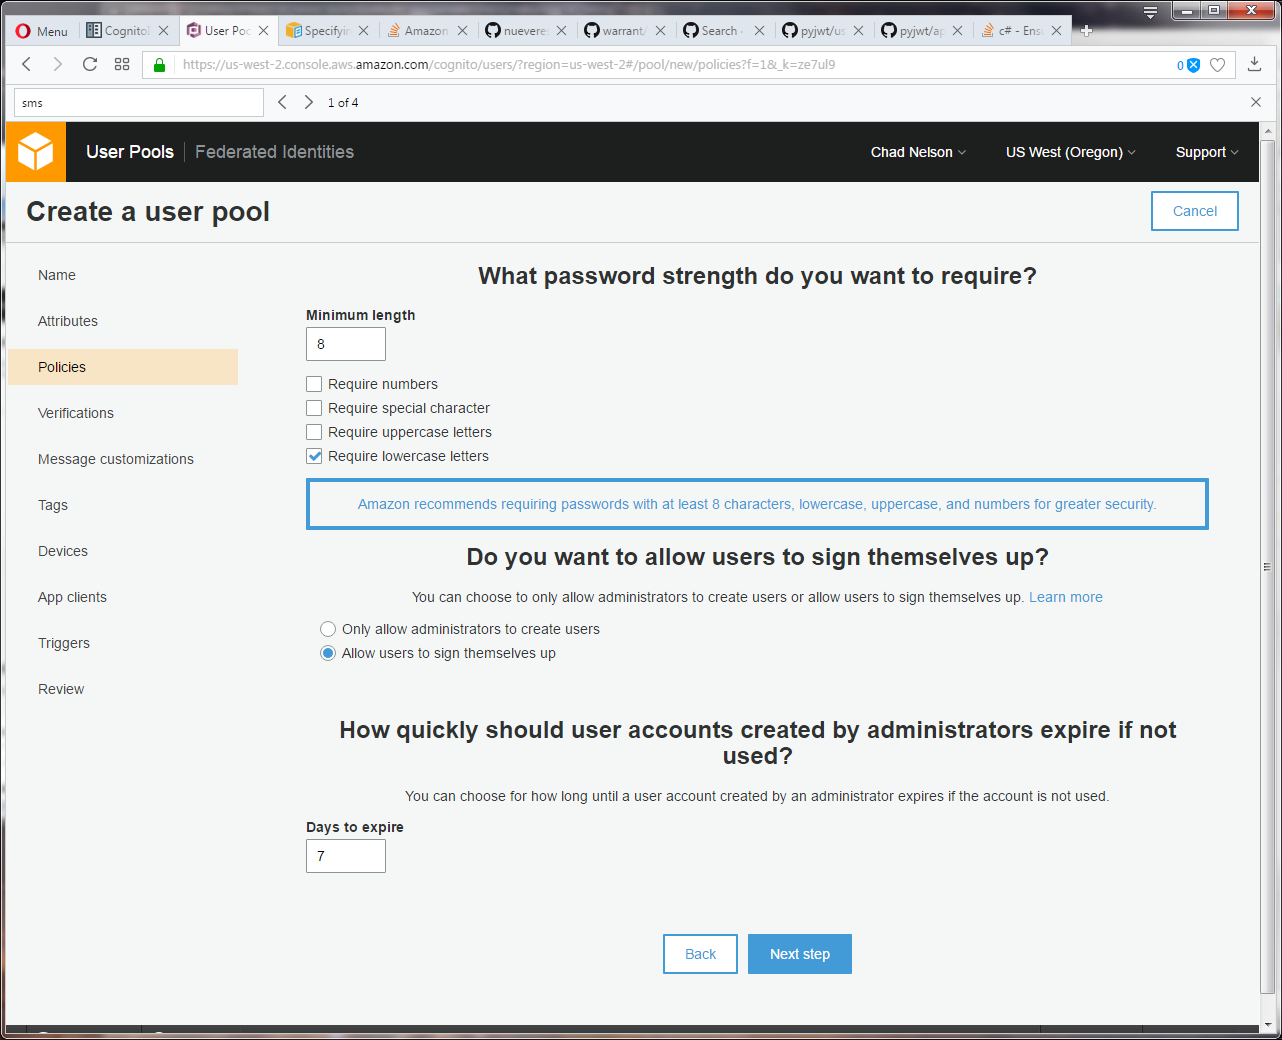 Menu
Cognito
User Poo
Specifyin
Amazon
nuevere
warrant/
Search
pyjwt/us
pyjwt/ap
c# - Ens
https://us-west-2.console.aws.amazon.com/cognito/users/?region=us-west-2#/pool/new/policies?f=1&_k=ze7ul9
0
sms
1 of 4
User Pools
Federated Identities
Chad Nelson
US West (Oregon)
Support
Create a user pool
Cancel
Name
Attributes
Policies
Verifications
Message customizations
Tags
Devices
App clients
Triggers
Review
What password strength do you want to require?
Minimum length
8
Require numbers
Require special character
Require uppercase letters
Require lowercase letters
Amazon recommends requiring passwords with at least 8 characters, lowercase, uppercase, and numbers for greater security.
Do you want to allow users to sign themselves up?
You can choose to only allow administrators to create users or allow users to sign themselves up. Learn more
Only allow administrators to create users
Allow users to sign themselves up
How quickly should user accounts created by administrators expire if not
used?
You can choose for how long until a user account created by an administrator expires if the account is not used.
Days to expire
7
Back
Next step